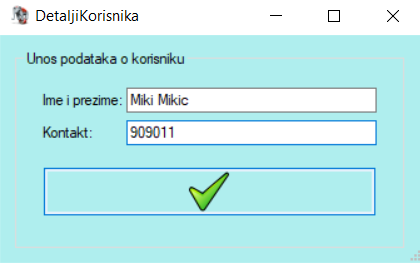 DetaljiKorisnika
Unos podataka o korisniku
Ime i prezime: Miki Mikic
Kontakt: 909011